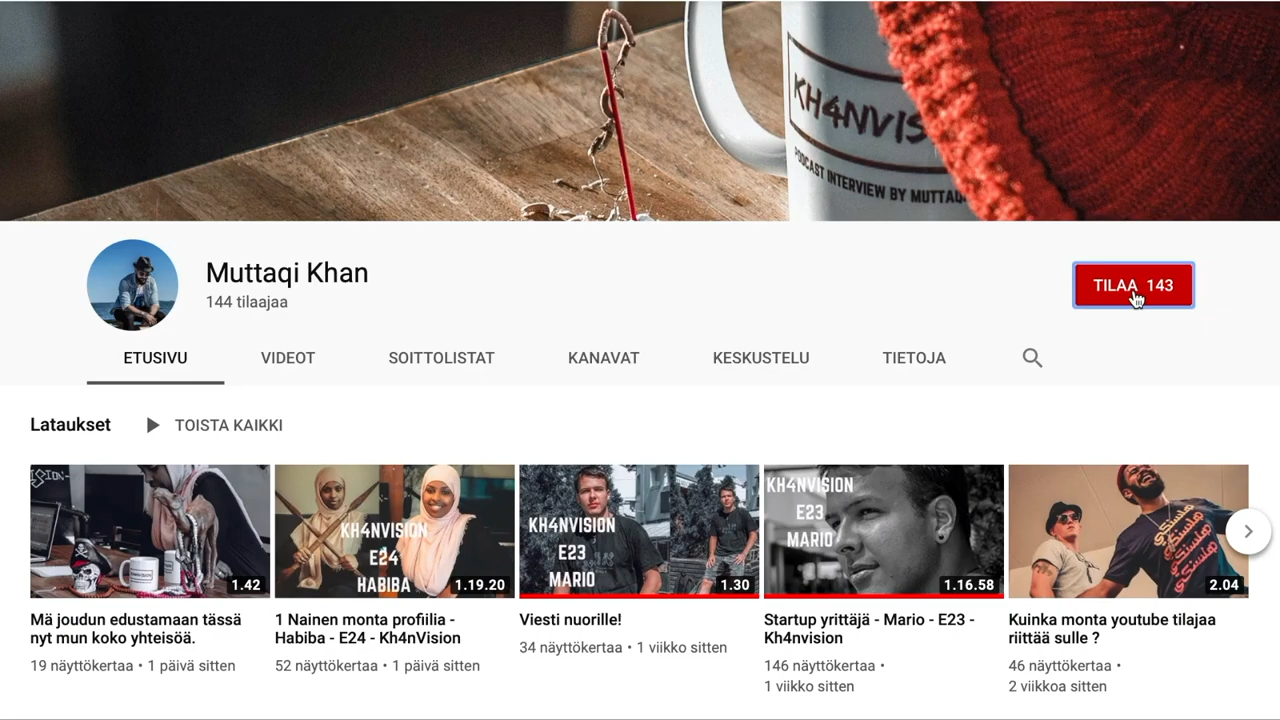 KH4NVIS
PODCAST INTERVIEW BY MUTTAQ
Muttaqi Khan
144 tilaajaa
TILAA 143
ETUSIVU VIDEOT SOITTOLISTAT KANAVAT KESKUSTELU TIETOJA
Lataukset TOISTA KAIKKI
1.42
KH4NVISION
E24
HABIBA
1.19.20
KH4NVISION
E23
MARIO
1.30
KH4NVISION
E23
MARIO
1.16.58
2.04
Mä joudun edustamaan tässä
nyt mun koko yhteisöä.
19 näyttökertaa • 1 päivä sitten
1 Nainen monta profiilia -
Habiba - E24 - Kh4nVision
52 näyttökertaa • 1 päivä sitten
Viesti nuorille!
34 näyttökertaa • 1 viikko sitten
Startup yrittäjä - Mario - E23 -
Kh4nvision
146 näyttökertaa •
1 viikko sitten
Kuinka monta youtube tilajaa
riittää sulle ?
46 näyttökertaa •
2 viikkoa sitten